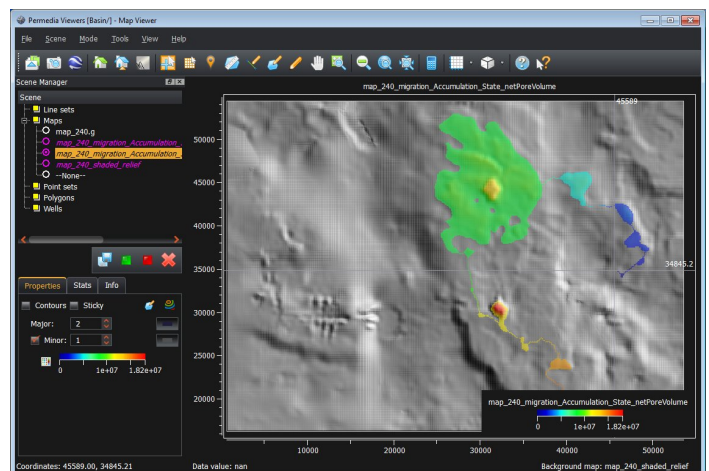 Permedia Viewers [Basin/] - Map Viewer
File Scene Mode Tools View Help
Scene Manager
Scene
Line sets
Maps
map_240.g
map_240_migration_Accumulation_
map_240_migration_Accumulation_
map_240_shaded_relief
--None--
Point sets
Polygons
Wells
Properties Stats Info
Contours Sticky
Major: 2
Minor: 1
0 1e+07 1.82e+07
map_240_migration_Accumulation_State_netPoreVolume
45589
50000
45000
40000
35000
34845.2
30000
25000
20000
map_240_migration_Accumulation_State_netPoreVolume
0 1e+07 1.82e+07
10000 20000 30000 40000 50000
Coordinates: 45589.00, 34845.21 Data value: nan Background map: map_240_shaded_relief